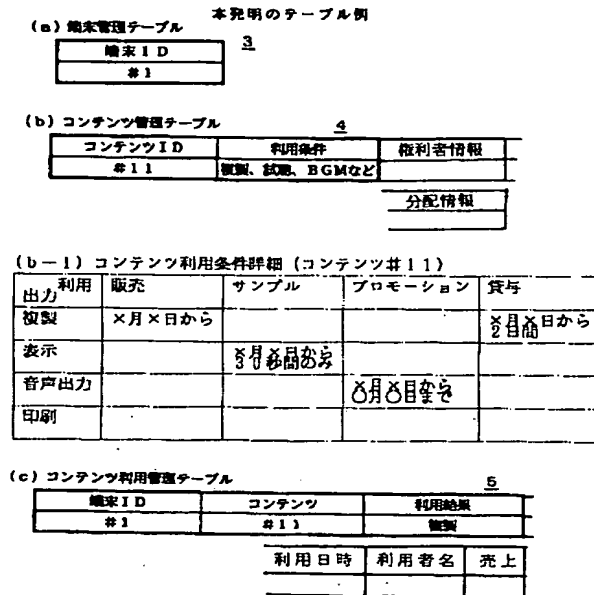 本発明のテーブル例
(a) 端末管理テーブル 3
端末ID
#1
(b) コンテンツ管理テーブル 4
コンテンツID 利用条件 権利者情報
#11 複製、試聴、BGMなど
分配情報
(b-1) コンテンツ利用条件詳細 (コンテンツ#11)
利用 販売 サンプル プロモーション 貸与
出力
複製 ×月×日から ×月×日から
2日間
表示 ×月×日から
30秒間のみ
音声出力 ×月×日から
○月○日まで
印刷
(c) コンテンツ利用管理テーブル 5
端末ID コンテンツ 利用結果
#1 #11 複製
利用日時 利用者名 売上